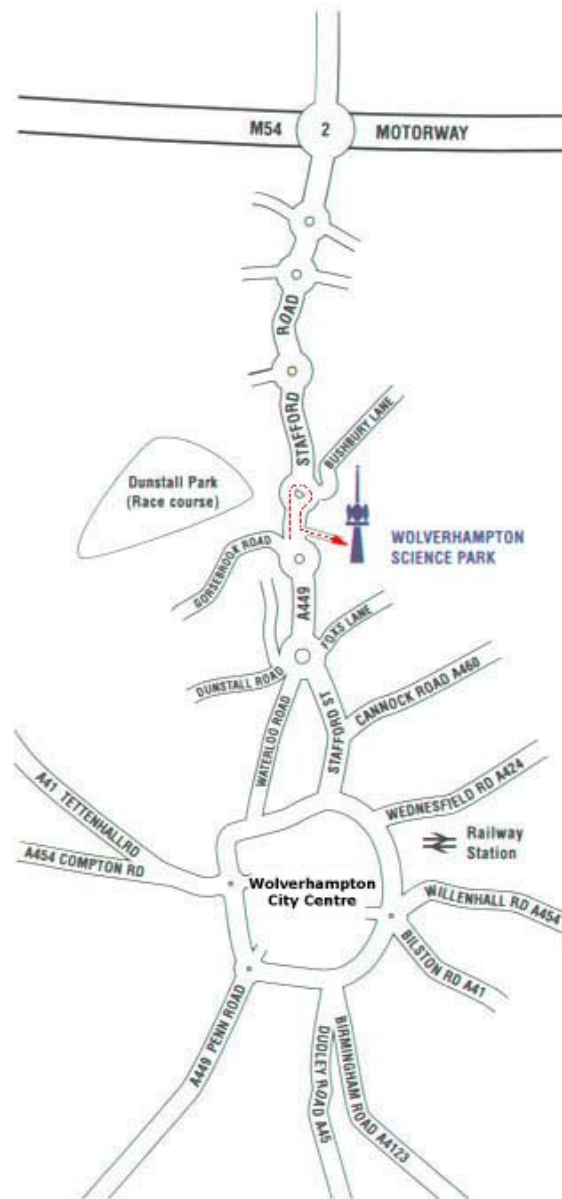 M54 2 MOTORWAY
ROAD
STAFFORD
BUSHBURY LANE
Dunstall Park
(Race course)
WOLVERHAMPTON
SCIENCE PARK
GORSEBROOK ROAD
A449
FOXS LANE
DUNSTALL ROAD
WATERLOO ROAD
STAFFORD ST
CANNOCK ROAD A460
A41 TETTENHALL RD
A454 COMPTON RD
WEDNESFIELD RD A424
Railway
Station
Wolverhampton
City Centre
WILLENHALL RD A454
BILSTON RD A41
A449 PENN ROAD
DUDLEY ROAD A45
BIRMINGHAM ROAD A4123